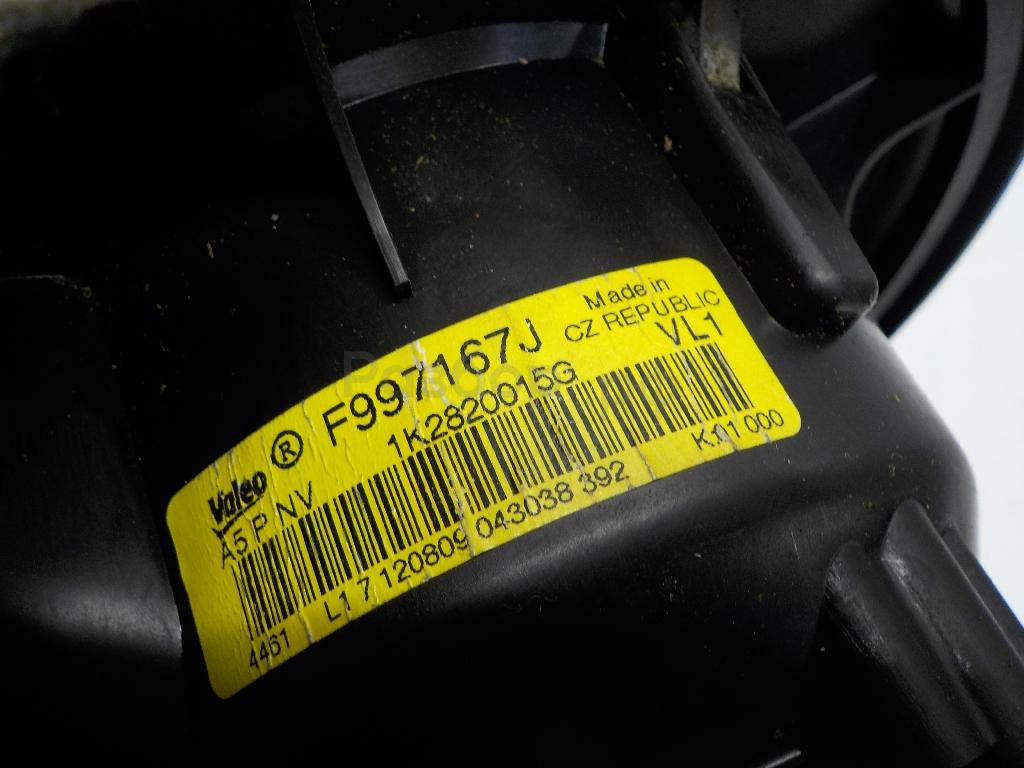 Valeo ® F997167J Made in
CZ REPUBLIC
A5 P NV 1K2820015G VL1
4461 L1 7 120809 043038 392 K11 000